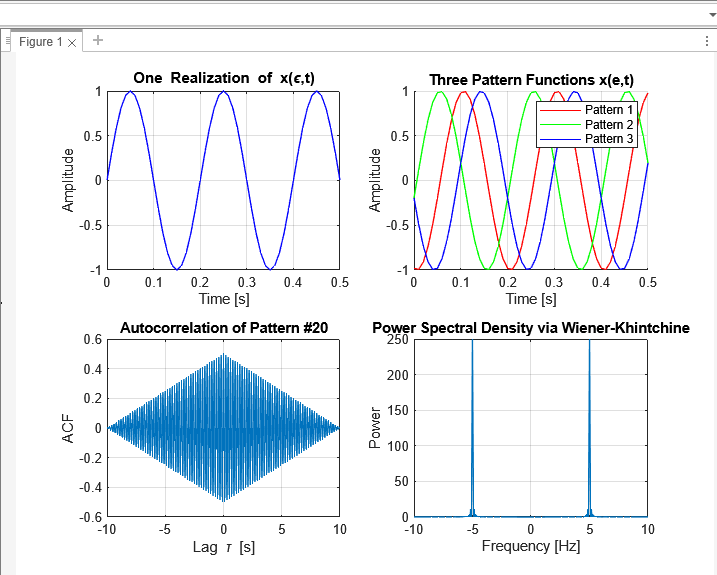 Figure 1
One Realization of x(ϵ,t)
1
0.5
0
-0.5
-1
Amplitude
0 0.1 0.2 0.3 0.4 0.5
Time [s]
Three Pattern Functions x(e,t)
Pattern 1
Pattern 2
Pattern 3
1
0.5
0
-0.5
-1
Amplitude
0 0.1 0.2 0.3 0.4 0.5
Time [s]
Autocorrelation of Pattern #20
0.6
0.4
0.2
0
-0.2
-0.4
-0.6
ACF
-10 -5 0 5 10
Lag τ [s]
Power Spectral Density via Wiener-Khintchine
250
200
150
100
50
0
Power
-10 -5 0 5 10
Frequency [Hz]